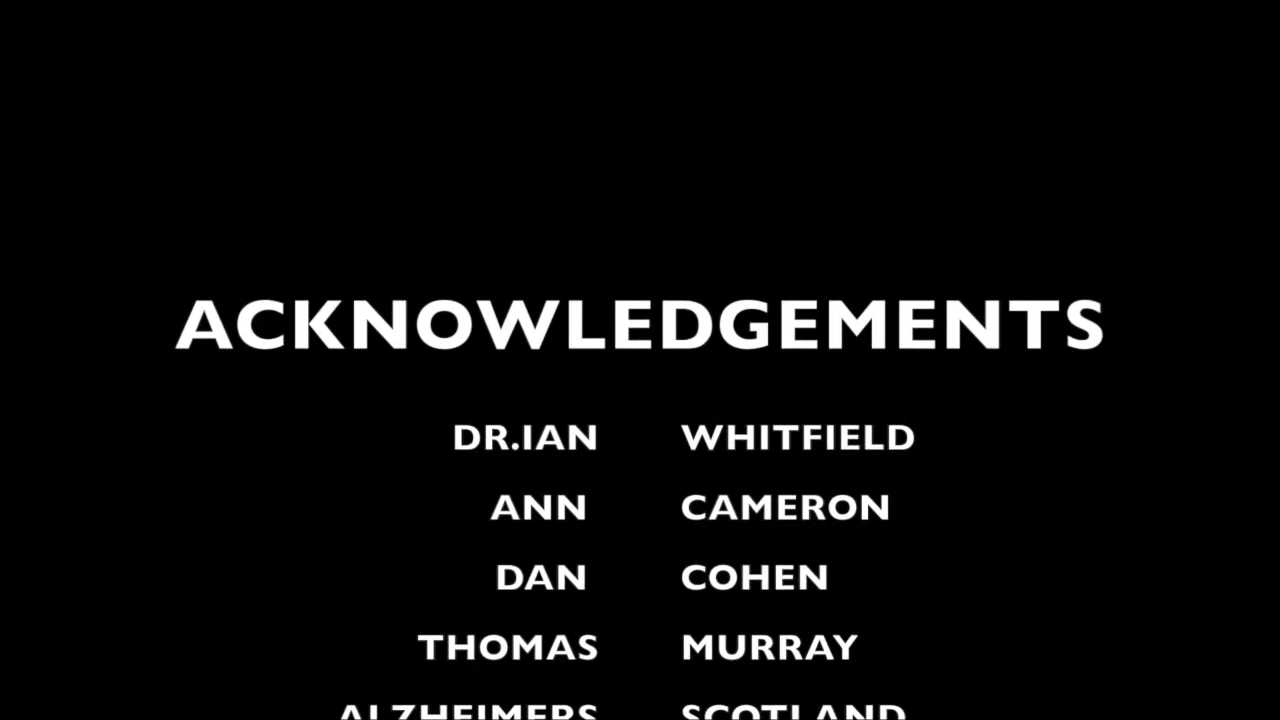 ACKNOWLEDGEMENTS
DR.IAN WHITFIELD
ANN CAMERON
DAN COHEN
THOMAS MURRAY
ALZHEIMERS SCOTLAND